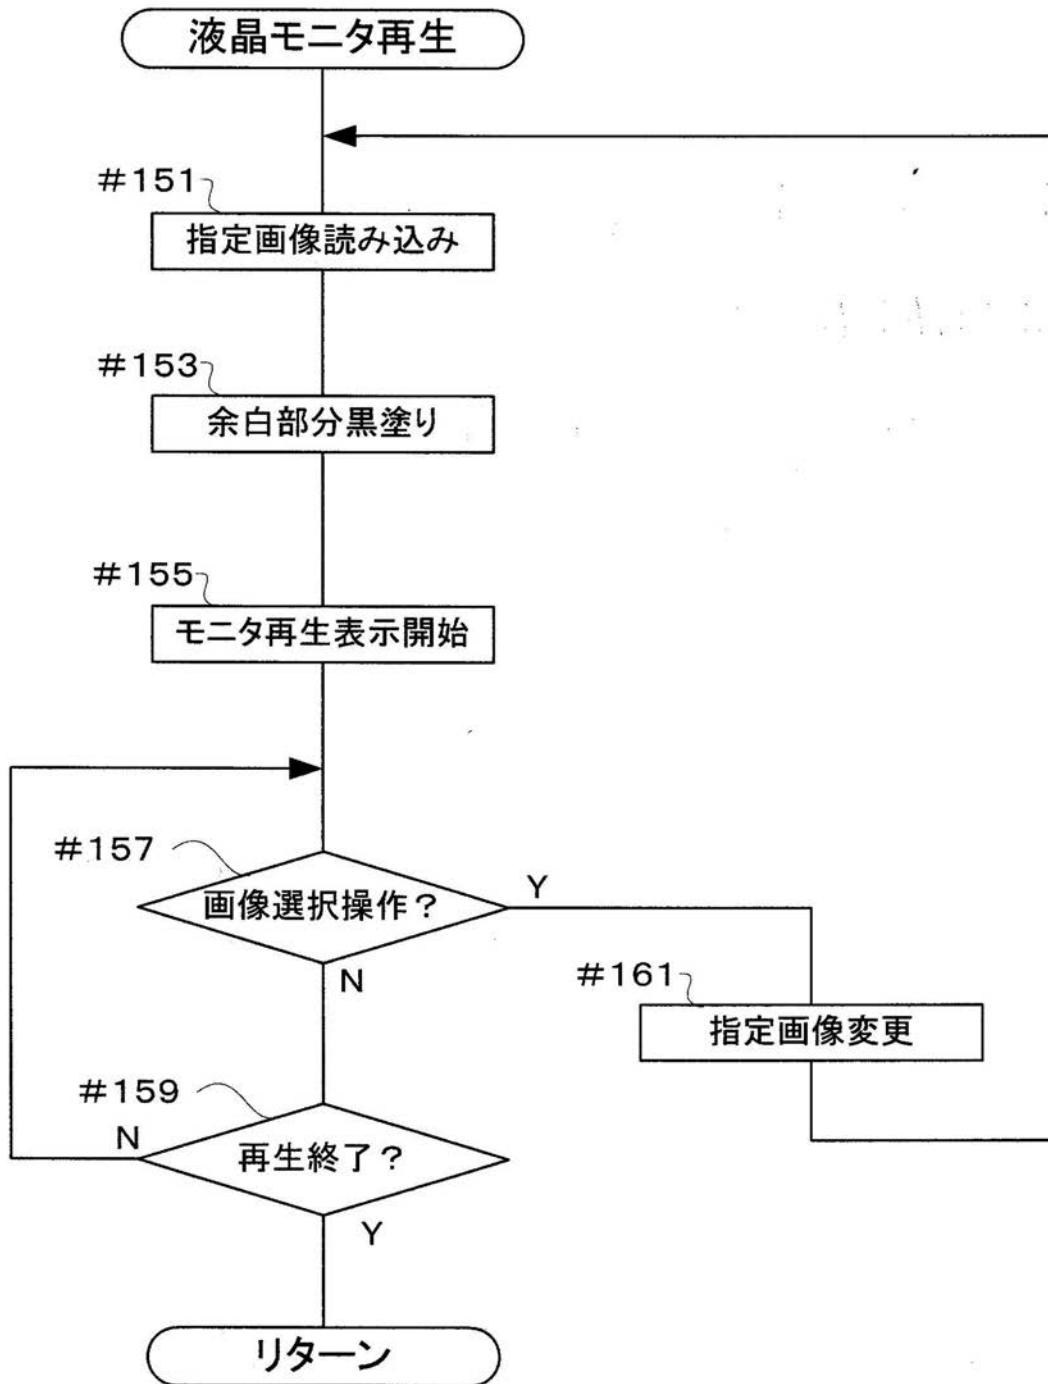 液晶モニタ再生
#151
指定画像読み込み
#153
余白部分黒塗り
#155
モニタ再生表示開始
#157
画像選択操作？
Y
N
#161
指定画像変更
#159
N
再生終了？
Y
リターン